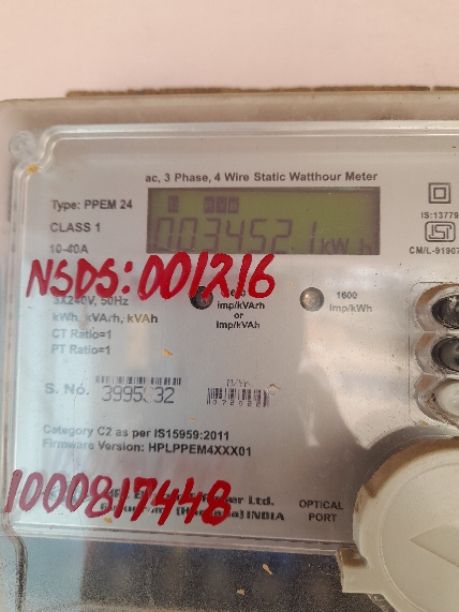 ac, 3 Phase, 4 Wire Static Watthour Meter
Type: PPEM 24
CLASS 1
10-60A
003452.1kWh
IS:13779
CM/L-91907
NSDS:001216
3X240V, 50Hz
kWh, kVArh, kVAh
CT Ratio=1
PT Ratio=1
imp/kVArh
or
imp/kVAh
1600
imp/kWh
S. No.
Category C2 as per IS15959:2011
Firmware Version: HPLPPEM4XXX01
1000817448
Ltd.
INDIA
OPTICAL
PORT